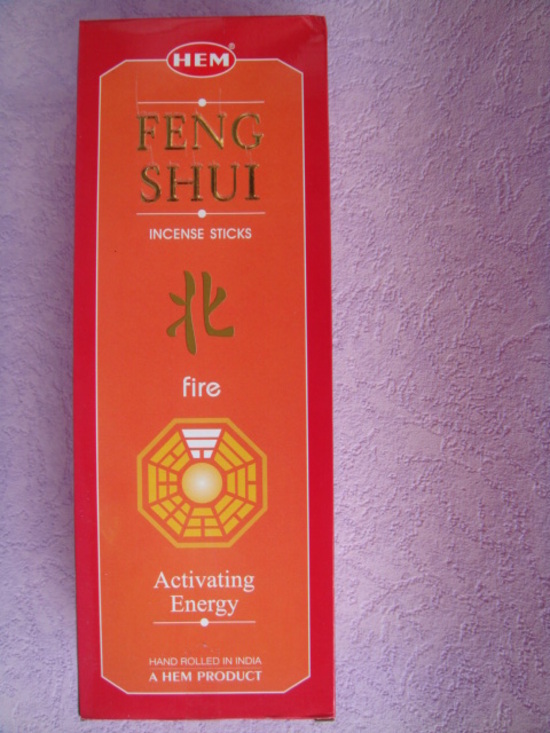 HEM®
FENG
SHUI
INCENSE STICKS
北
fire
Activating
Energy
HAND ROLLED IN INDIA
A HEM PRODUCT